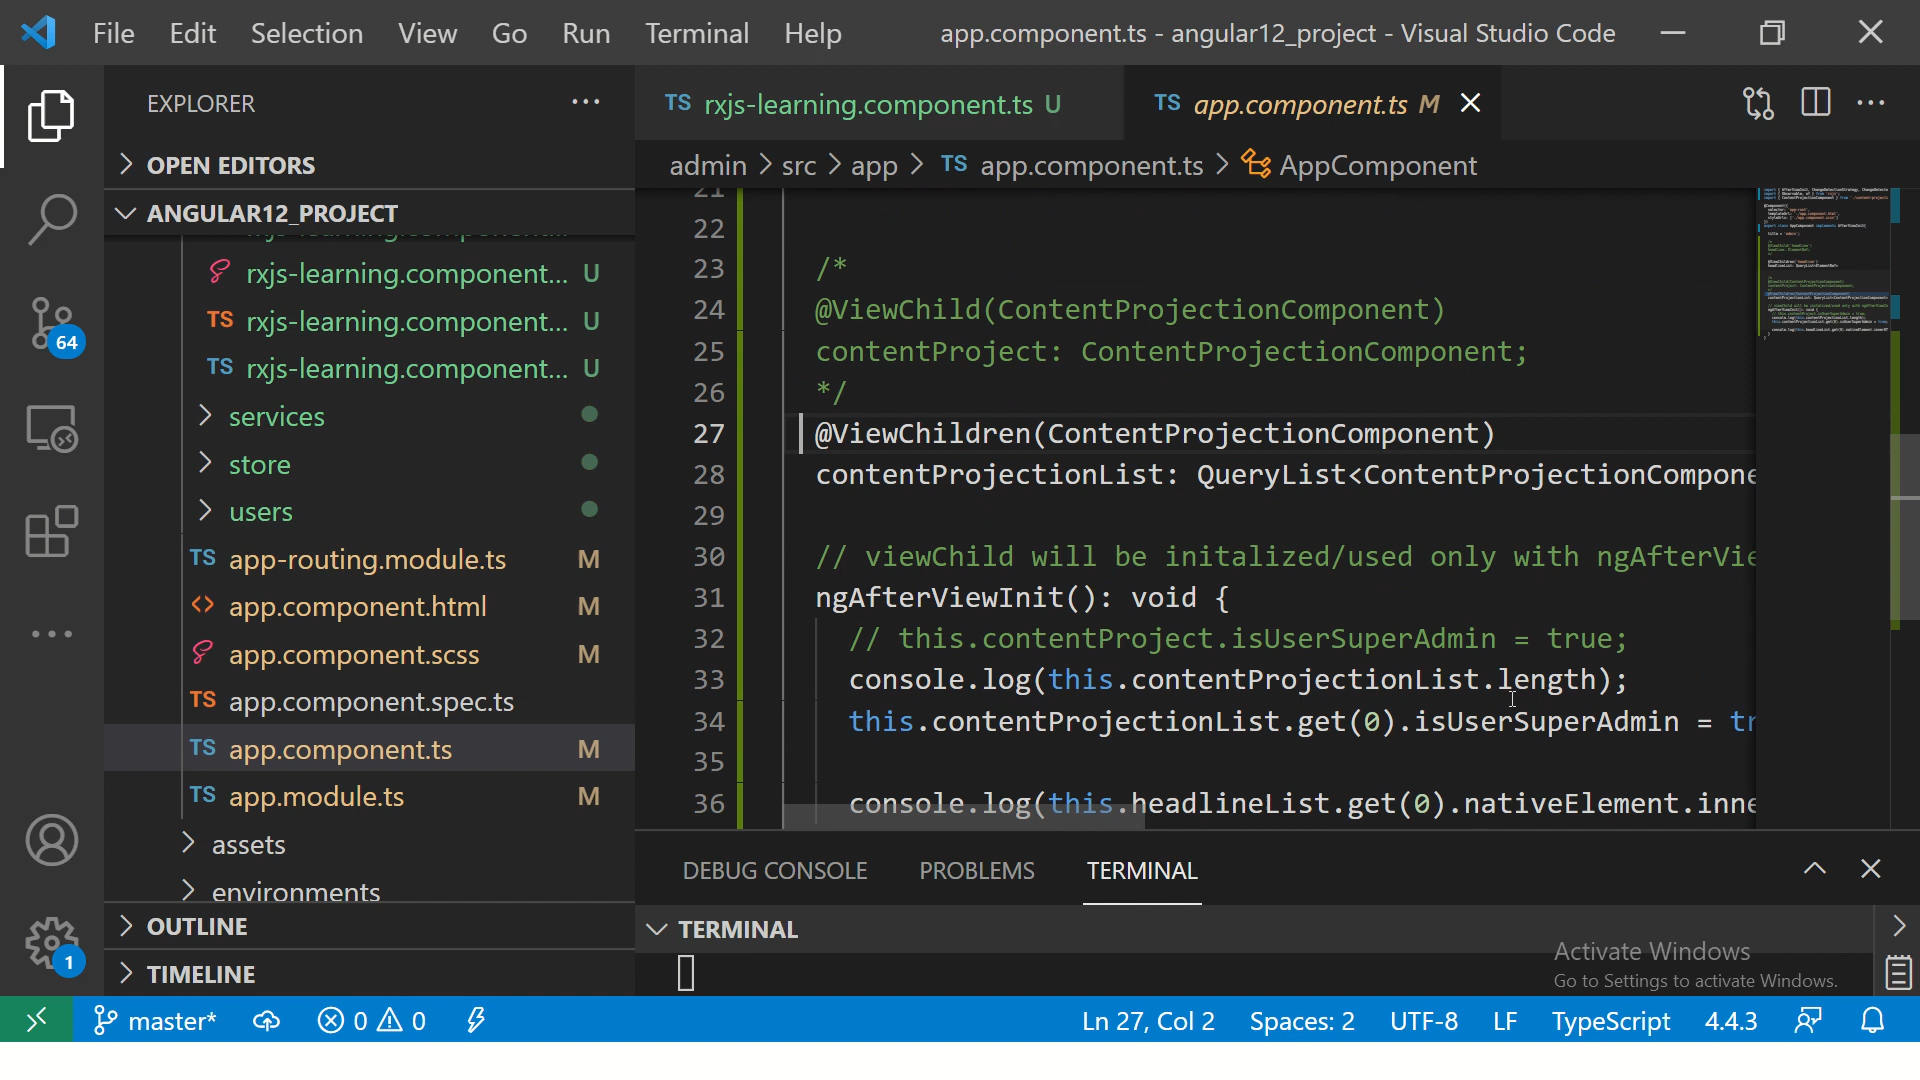 File Edit Selection View Go Run Terminal Help app.component.ts - angular12_project - Visual Studio Code
EXPLORER
OPEN EDITORS
ANGULAR12_PROJECT
rxjs-learning.component... U
TS rxjs-learning.component... U
TS rxjs-learning.component... U
services
store
users
TS app-routing.module.ts M
<> app.component.html M
app.component.scss M
TS app.component.spec.ts
TS app.component.ts M
TS app.module.ts M
assets
environments
OUTLINE
TIMELINE
64
1
TS rxjs-learning.component.ts U
TS app.component.ts M
admin > src > app > TS app.component.ts > AppComponent
21
22
23 /*
24 @ViewChild(ContentProjectionComponent)
25 contentProject: ContentProjectionComponent;
26 */
27 @ViewChildren(ContentProjectionComponent)
28 contentProjectionList: QueryList<ContentProjectionCompone
29
30 // viewChild will be initalized/used only with ngAfterVie
31 ngAfterViewInit(): void {
32 // this.contentProject.isUserSuperAdmin = true;
33 console.log(this.contentProjectionList.length);
34 this.contentProjectionList.get(0).isUserSuperAdmin = tr
35
36 console.log(this.headlineList.get(0).nativeElement.inne
DEBUG CONSOLE PROBLEMS TERMINAL
TERMINAL
Activate Windows
Go to Settings to activate Windows.
master* 0 0 Ln 27, Col 2 Spaces: 2 UTF-8 LF TypeScript 4.4.3